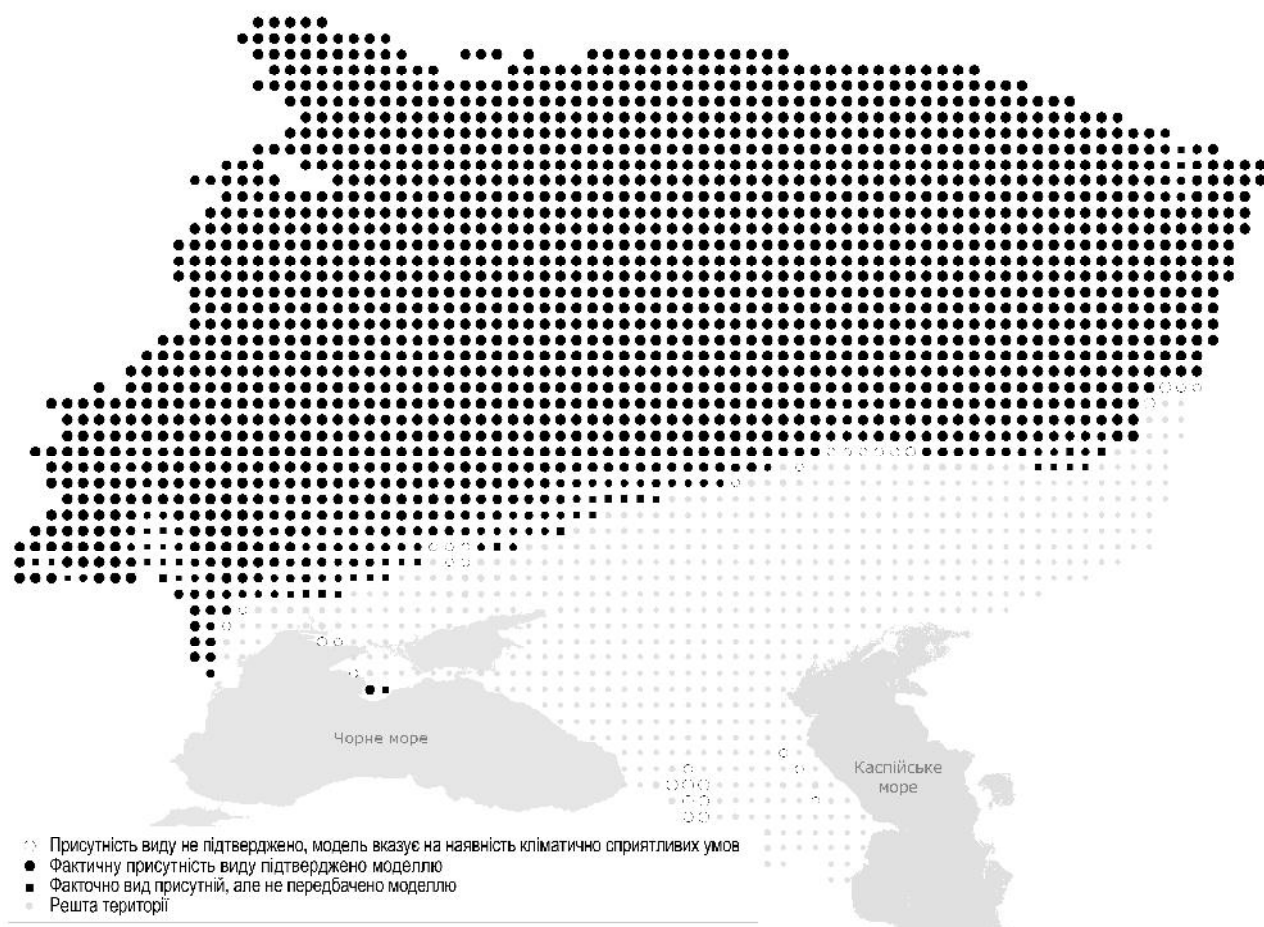 Чорне море
Каспійське
море
Присутність виду не підтверджено, модель вказує на наявність кліматично сприятливих умов
Фактичну присутність виду підтверджено моделлю
Факточно вид присутній, але не передбачено моделлю
Решта території